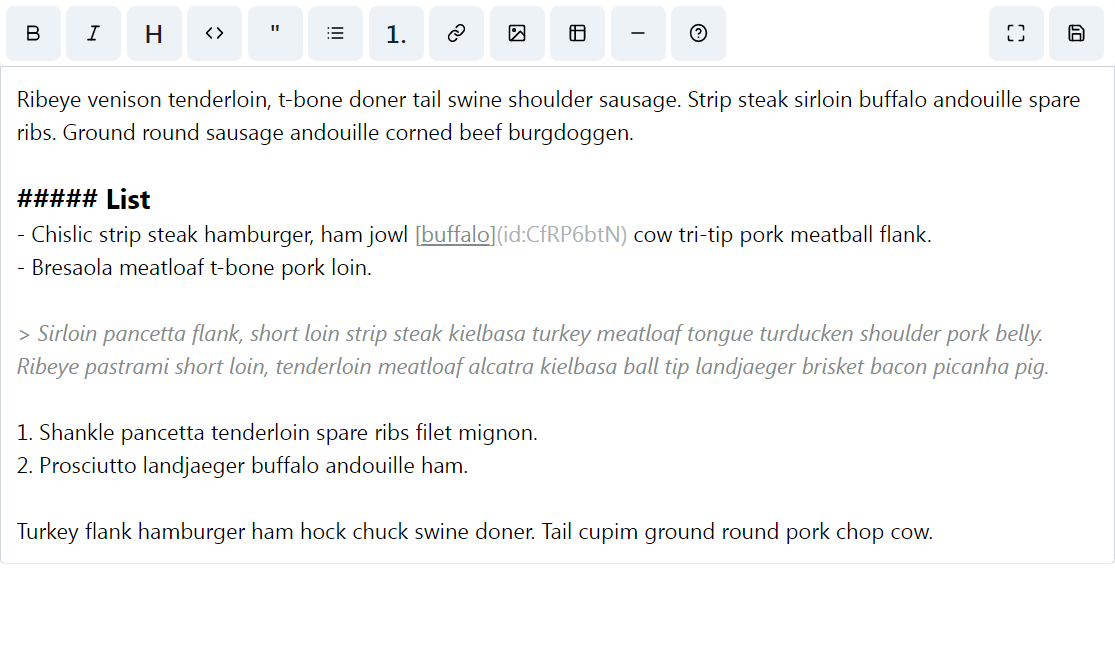 B I H <> " 1.
Ribeye venison tenderloin, t-bone doner tail swine shoulder sausage. Strip steak sirloin buffalo andouille spare
ribs. Ground round sausage andouille corned beef burgdoggen.
##### List
- Chislic strip steak hamburger, ham jowl [buffalo](id:CfRP6btN) cow tri-tip pork meatball flank.
- Bresaola meatloaf t-bone pork loin.
> Sirloin pancetta flank, short loin strip steak kielbasa turkey meatloaf tongue turducken shoulder pork belly.
Ribeye pastrami short loin, tenderloin meatloaf alcatra kielbasa ball tip landjaeger brisket bacon picanha pig.
1. Shankle pancetta tenderloin spare ribs filet mignon.
2. Prosciutto landjaeger buffalo andouille ham.
Turkey flank hamburger ham hock chuck swine doner. Tail cupim ground round pork chop cow.